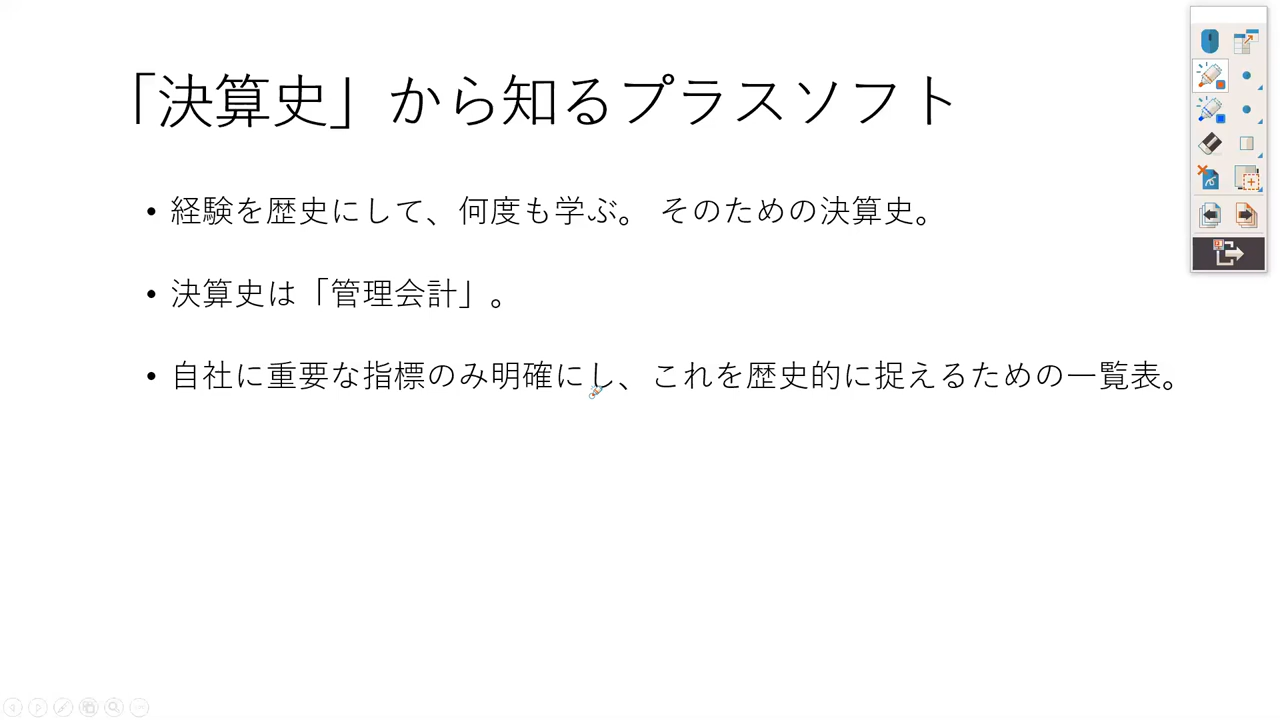 「決算史」から知るプラスソフト
• 経験を歴史にして、何度も学ぶ。 そのための決算史。
• 決算史は「管理会計」。
• 自社に重要な指標のみ明確にし、これを歴史的に捉えるための一覧表。